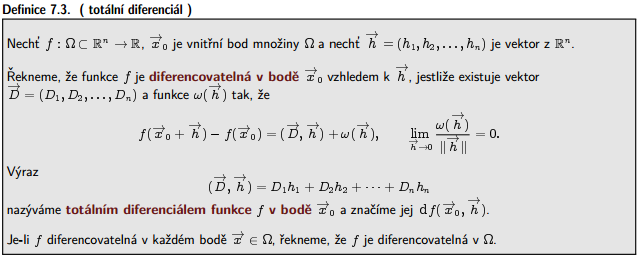 Definice 7.3. ( totální diferenciál )
Nechť f : Ω ⊂ ℝⁿ → ℝ, x⃗₀ je vnitřní bod množiny Ω a nechť h⃗ = (h₁, h₂, …, hₙ) je vektor z ℝⁿ.
Řekneme, že funkce f je diferencovatelná v bodě x⃗₀ vzhledem k h⃗, jestliže existuje vektor
D⃗ = (D₁, D₂, …, Dₙ) a funkce ω(h⃗) tak, že
f(x⃗₀ + h⃗) − f(x⃗₀) = (D⃗, h⃗) + ω(h⃗), lim_{h⃗→0} ω(h⃗) / ‖h⃗‖ = 0.
Výraz
(D⃗, h⃗) = D₁h₁ + D₂h₂ + ⋯ + Dₙhₙ
nazýváme totálním diferenciálem funkce f v bodě x⃗₀ a značíme jej df(x⃗₀, h⃗).
Je-li f diferencovatelná v každém bodě x⃗ ∈ Ω, řekneme, že f je diferencovatelná v Ω.